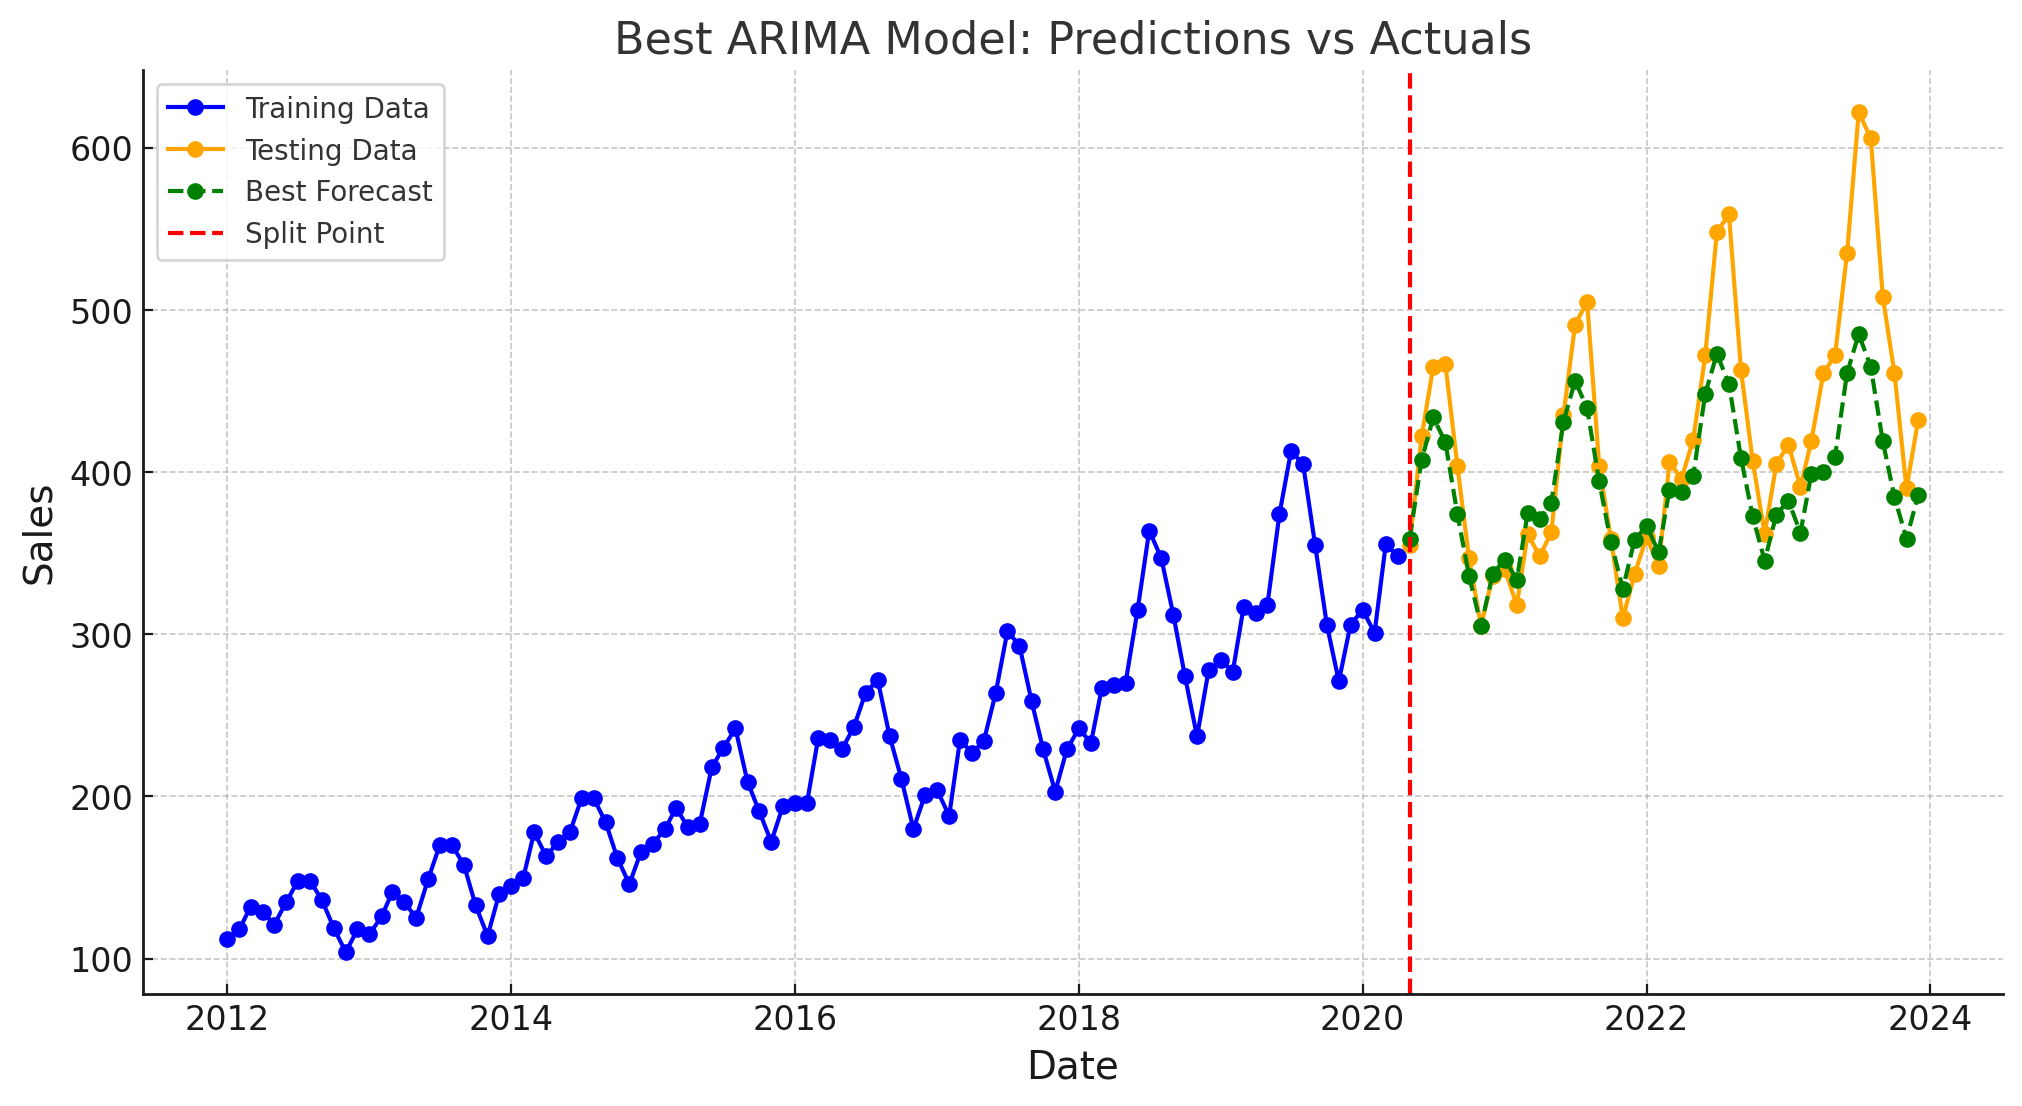 Best ARIMA Model: Predictions vs Actuals
Training Data
Testing Data
Best Forecast
Split Point
600
500
400
300
200
100
Sales
2012
2014
2016
2018
2020
2022
2024
Date